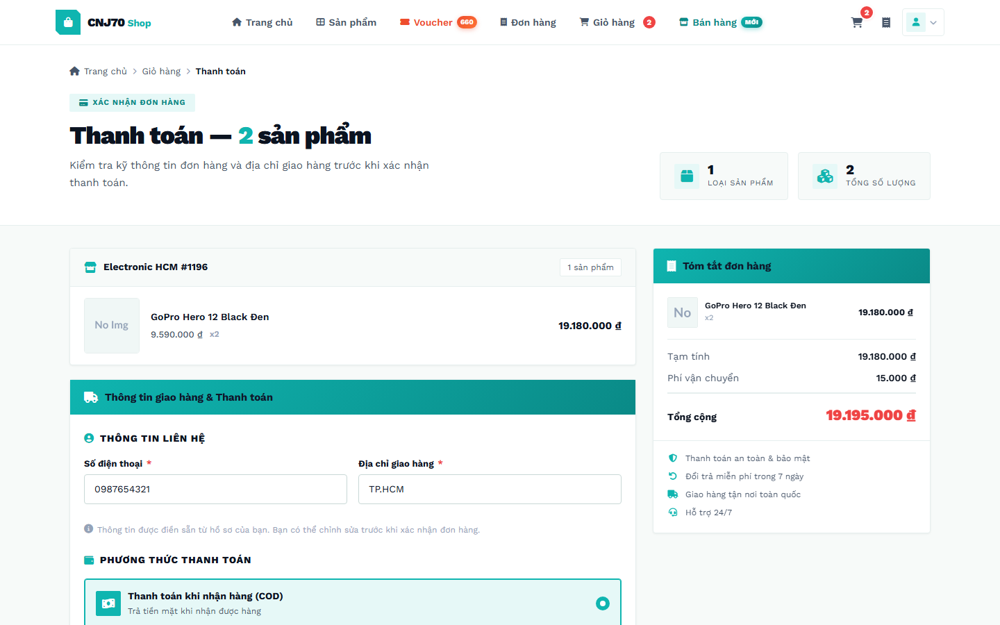 CNJ70 Shop
Trang chủ
Sản phẩm
Voucher 660
Đơn hàng
Giỏ hàng 2
Bán hàng MỚI
2
Trang chủ > Giỏ hàng > Thanh toán
XÁC NHẬN ĐƠN HÀNG
Thanh toán — 2 sản phẩm
Kiểm tra kỹ thông tin đơn hàng và địa chỉ giao hàng trước khi xác nhận
thanh toán.
1
LOẠI SẢN PHẨM
2
TỔNG SỐ LƯỢNG
Electronic HCM #1196
1 sản phẩm
No Img
GoPro Hero 12 Black Đen
9.590.000 ₫ x2
19.180.000 ₫
Thông tin giao hàng & Thanh toán
THÔNG TIN LIÊN HỆ
Số điện thoại *
0987654321
Địa chỉ giao hàng *
TP.HCM
Thông tin được điền sẵn từ hồ sơ của bạn. Bạn có thể chỉnh sửa trước khi xác nhận đơn hàng.
PHƯƠNG THỨC THANH TOÁN
Thanh toán khi nhận hàng (COD)
Trả tiền mặt khi nhận được hàng
Tóm tắt đơn hàng
No
GoPro Hero 12 Black Đen
x2
19.180.000 ₫
Tạm tính 19.180.000 ₫
Phí vận chuyển 15.000 ₫
Tổng cộng 19.195.000 ₫
Thanh toán an toàn & bảo mật
Đổi trả miễn phí trong 7 ngày
Giao hàng tận nơi toàn quốc
Hỗ trợ 24/7